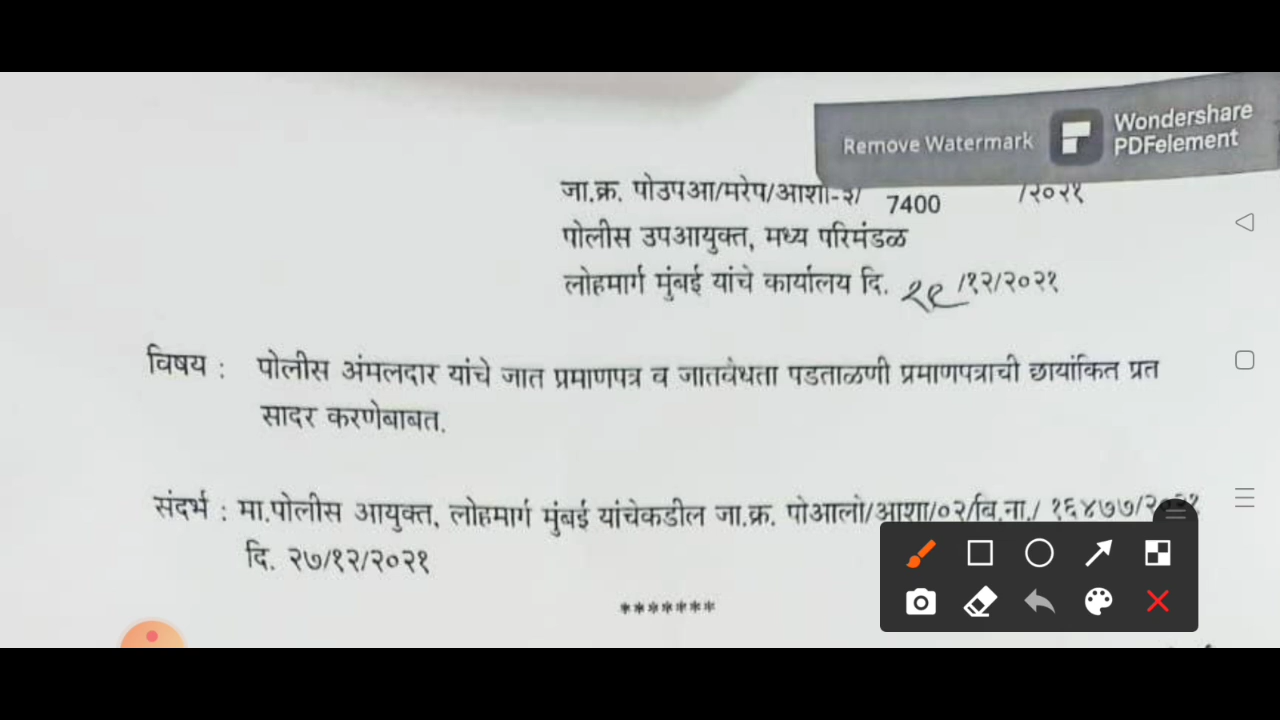 Remove Watermark Wondershare
PDFelement
जा.क्र. पोउपआ/मरेप/आशा-३/ 7400 /२०२१
पोलीस उपआयुक्त, मध्य परिमंडळ
लोहमार्ग मुंबई यांचे कार्यालय दि. /१२/२०२१
विषय : पोलीस अंमलदार यांचे जात प्रमाणपत्र व जातवैधता पडताळणी प्रमाणपत्राची छायांकित प्रत
सादर करणेबाबत.
संदर्भ : मा.पोलीस आयुक्त, लोहमार्ग मुंबई यांचेकडील जा.क्र. पोआलो/आशा/०२/बि.ना./ १६४७७/२०२१
दि. २७/१२/२०२१
*******